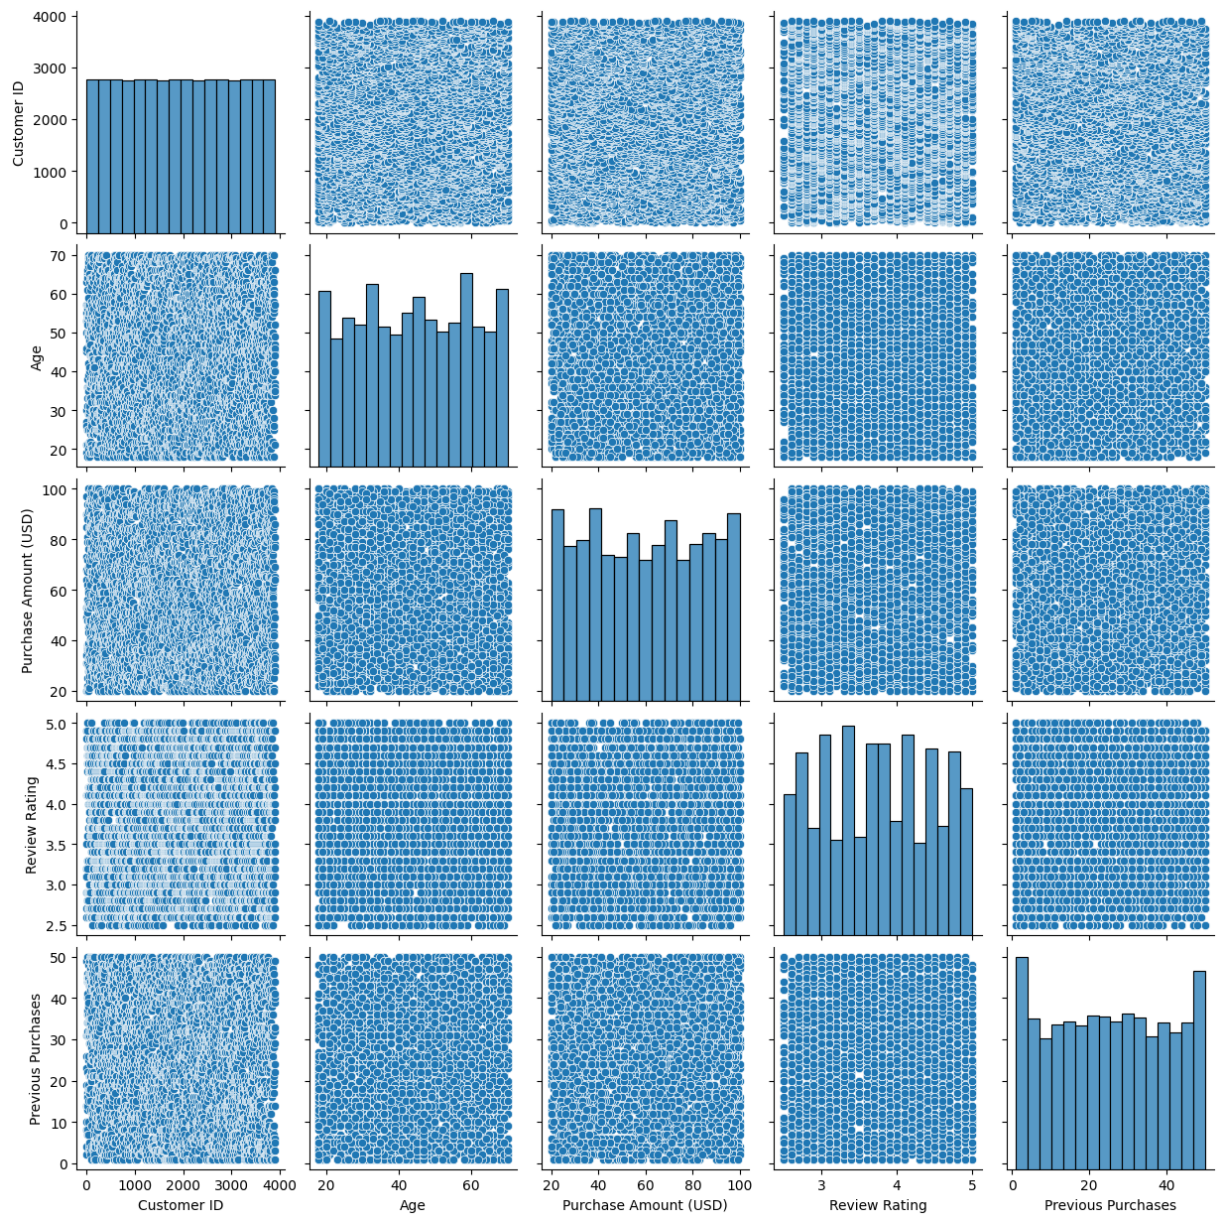 4000
3000
2000
1000
0
Customer ID
70
60
50
40
30
20
Age
100
80
60
40
20
Purchase Amount (USD)
5.0
4.5
4.0
3.5
3.0
2.5
Review Rating
50
40
30
20
10
0
Previous Purchases
0 1000 2000 3000 4000
20 40 60
20 40 60 80 100
3 4 5
0 20 40
Customer ID
Age
Purchase Amount (USD)
Review Rating
Previous Purchases